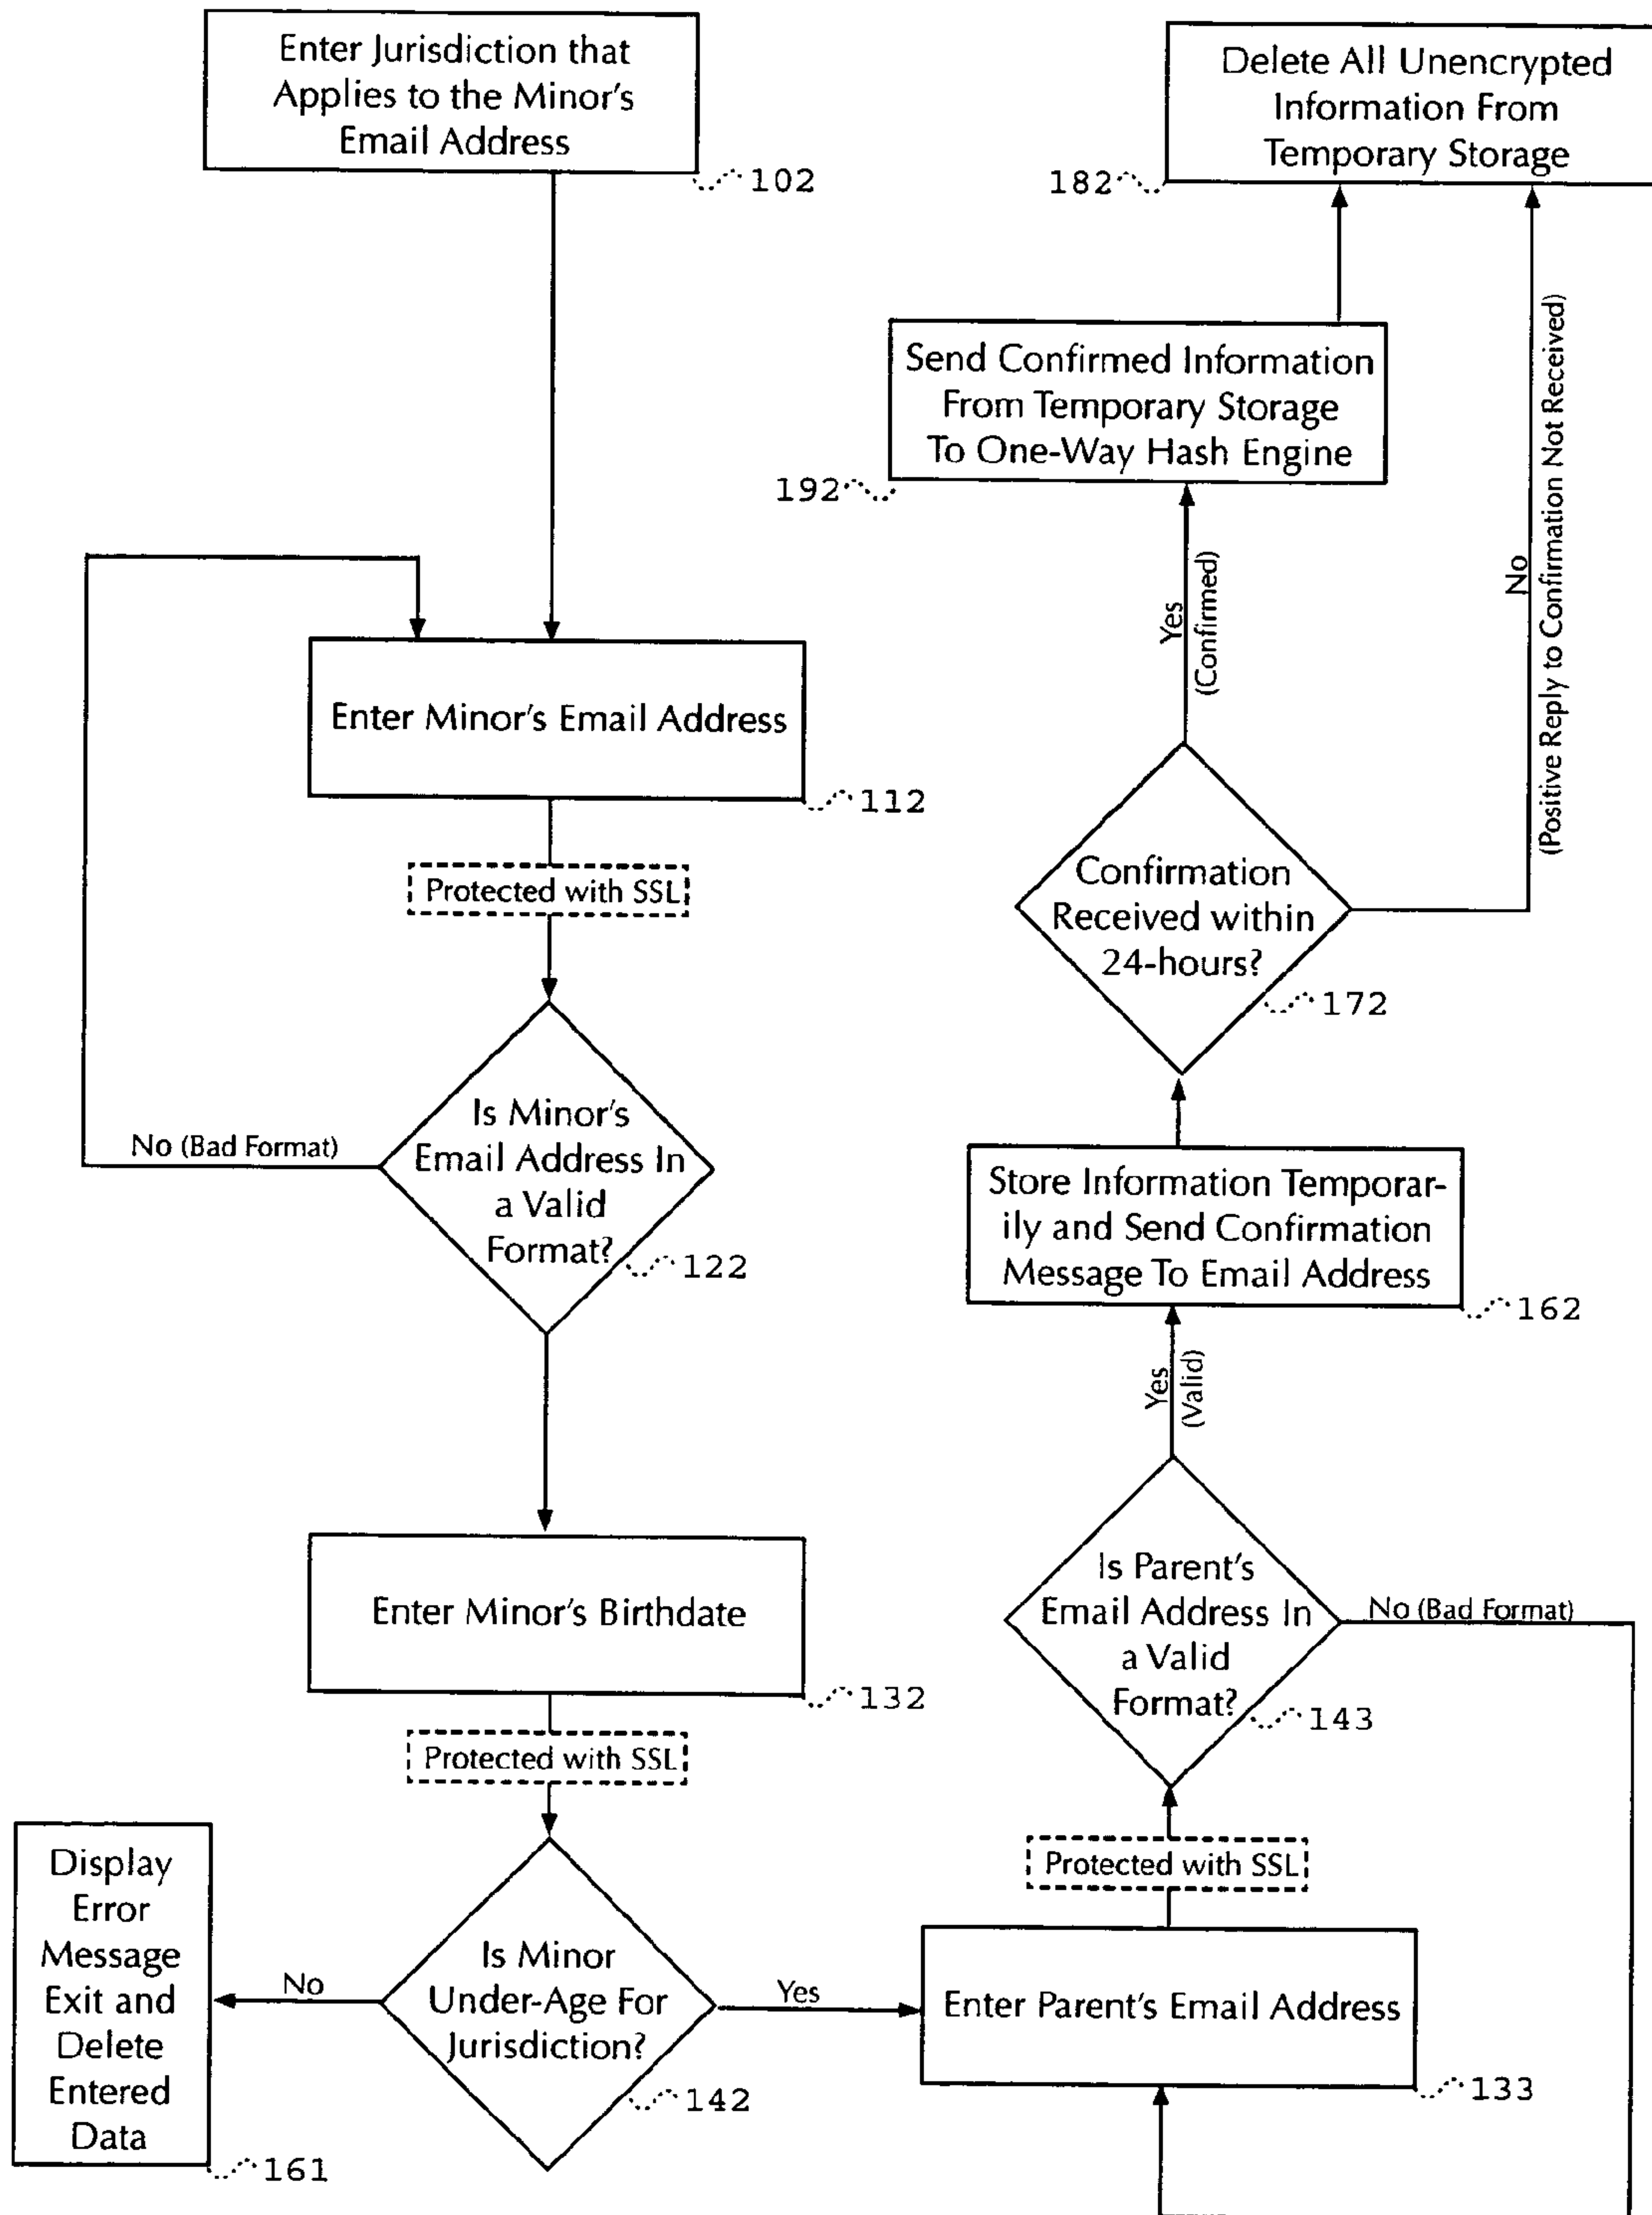 Enter Jurisdiction that
Applies to the Minor's
Email Address
102
Enter Minor's Email Address
112
Protected with SSL
Is Minor's
Email Address In
a Valid
Format?
122
No (Bad Format)
Enter Minor's Birthdate
132
Protected with SSL
Is Minor
Under-Age For
Jurisdiction?
142
No
Display
Error
Message
Exit and
Delete
Entered
Data
161
Yes
Enter Parent's Email Address
133
Protected with SSL
Is Parent's
Email Address In
a Valid
Format?
143
No (Bad Format)
Yes
(Valid)
Store Information Temporar-
ily and Send Confirmation
Message To Email Address
162
Confirmation
Received within
24-hours?
172
Yes
(Confirmed)
No
(Positive Reply to Confirmation Not Received)
Send Confirmed Information
From Temporary Storage
To One-Way Hash Engine
192
Delete All Unencrypted
Information From
Temporary Storage
182